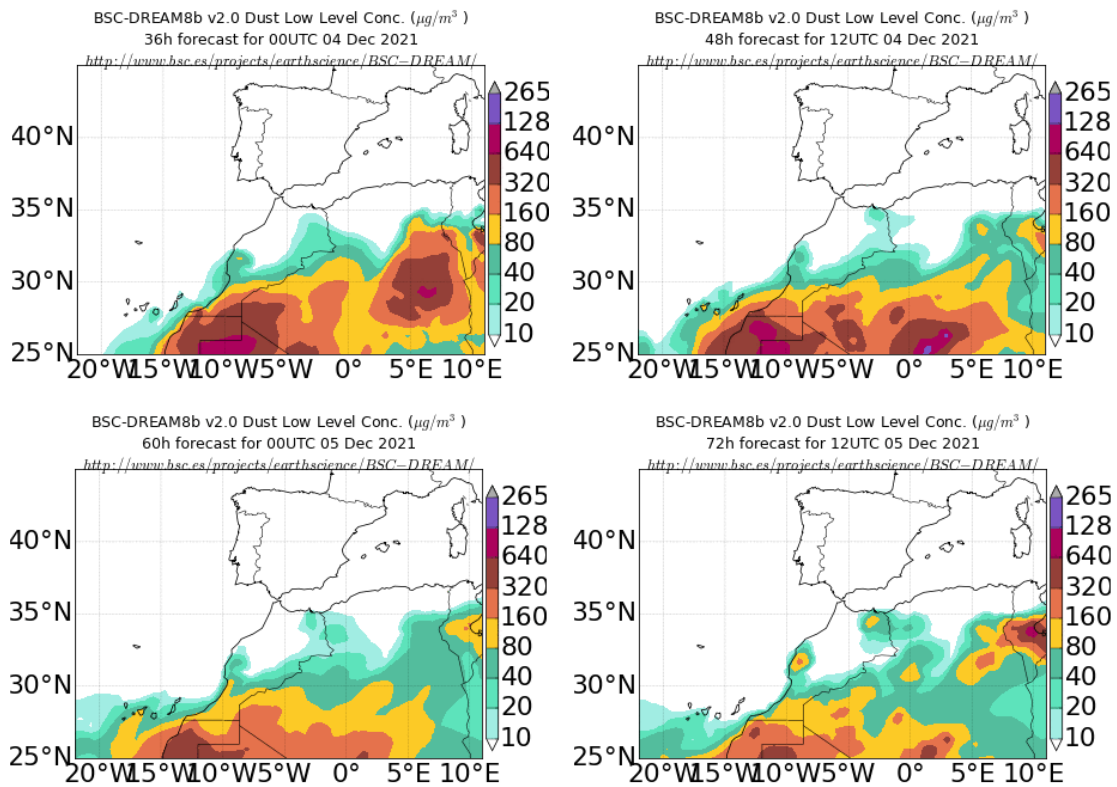 BSC-DREAM8b v2.0 Dust Low Level Conc. (μg/m³ )
36h forecast for 00UTC 04 Dec 2021
http://www.bsc.es/projects/earthscience/BSC−DREAM/
265
128
640
320
160
80
40
20
10
40°N
35°N
30°N
25°N
20°W 15°W 10°W 5°W 0° 5°E 10°E
BSC-DREAM8b v2.0 Dust Low Level Conc. (μg/m³ )
48h forecast for 12UTC 04 Dec 2021
http://www.bsc.es/projects/earthscience/BSC−DREAM/
265
128
640
320
160
80
40
20
10
40°N
35°N
30°N
25°N
20°W 15°W 10°W 5°W 0° 5°E 10°E
BSC-DREAM8b v2.0 Dust Low Level Conc. (μg/m³ )
60h forecast for 00UTC 05 Dec 2021
http://www.bsc.es/projects/earthscience/BSC−DREAM/
265
128
640
320
160
80
40
20
10
40°N
35°N
30°N
25°N
20°W 15°W 10°W 5°W 0° 5°E 10°E
BSC-DREAM8b v2.0 Dust Low Level Conc. (μg/m³ )
72h forecast for 12UTC 05 Dec 2021
http://www.bsc.es/projects/earthscience/BSC−DREAM/
265
128
640
320
160
80
40
20
10
40°N
35°N
30°N
25°N
20°W 15°W 10°W 5°W 0° 5°E 10°E